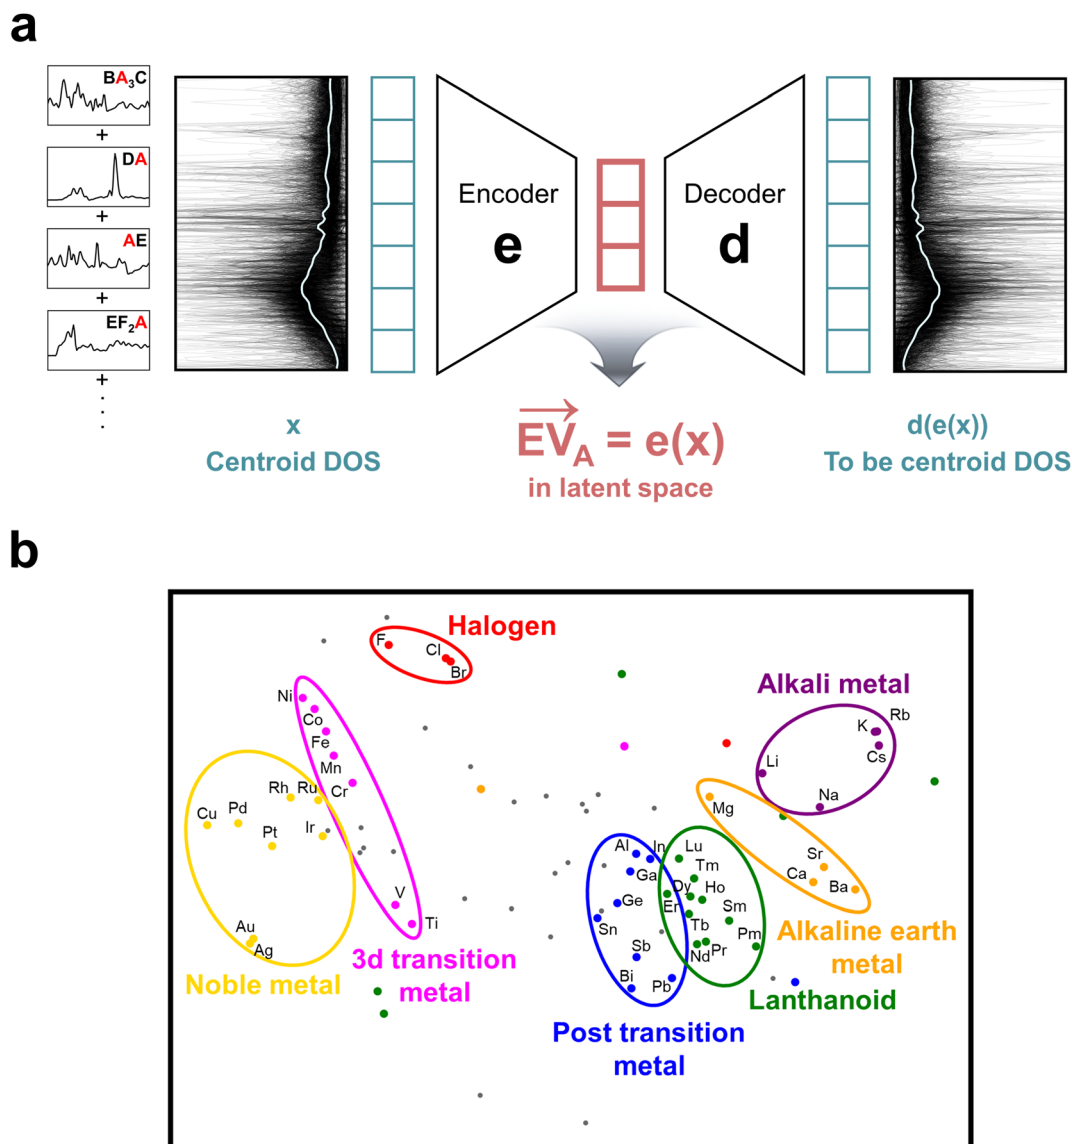 a
BA₃C
+
DA
+
AE
+
EF₂A
+
Encoder
e
Decoder
d
x
Centroid DOS
EV_A = e(x)
in latent space
d(e(x))
To be centroid DOS
b
Halogen
F
Cl
Br
Alkali metal
Rb
K
Cs
Li
Na
Ni
Co
Fe
Mn
Cr
V
Ti
3d transition
metal
Rh
Ru
Cu
Pd
Pt
Ir
Au
Ag
Noble metal
Mg
Sr
Ca
Ba
Alkaline earth
metal
Al
In
Ga
Ge
Sn
Sb
Bi
Pb
Post transition
metal
Lu
Tm
Dy
Ho
Er
Sm
Tb
Pm
Nd
Pr
Lanthanoid